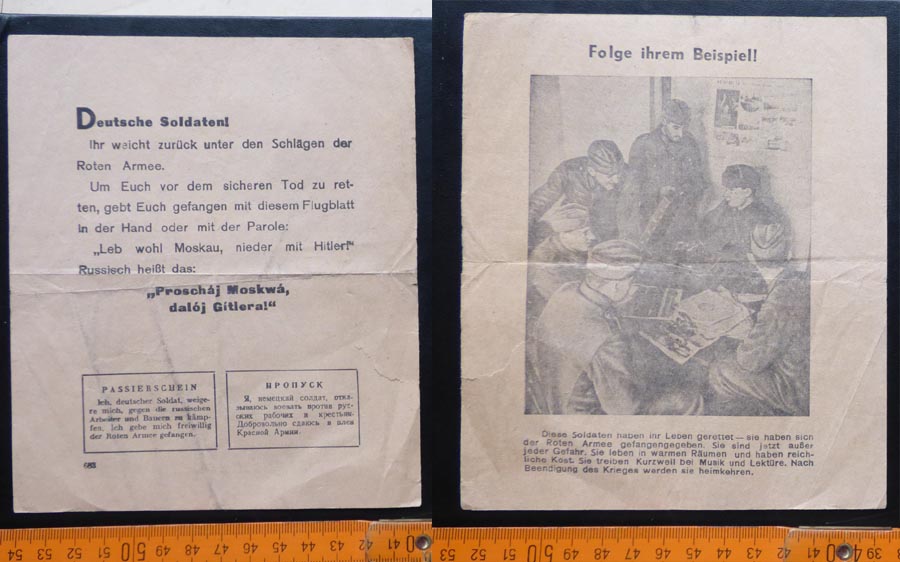 Deutsche Soldaten!
Ihr weicht zurück unter den Schlägen der
Roten Armee.
Um Euch vor dem sicheren Tod zu ret-
ten, gebt Euch gefangen mit diesem Flugblatt
in der Hand oder mit der Parole:
„Leb wohl Moskau, nieder mit Hitler!“
Russisch heißt das:
„Proscháj Moskwá,
dalój Gítlera!“
PASSIERSCHEIN
Ich, deutscher Soldat, weige-
re mich, gegen die russischen
Arbeiter und Bauern zu kämp-
fen. Ich gebe mich freiwillig
der Roten Armee gefangen.
ПРОПУСК
Я, немецкий солдат, отка-
зываюсь воевать против рус-
ских рабочих и крестьян.
Добровольно сдаюсь в плен
Красной Армии.
683
Folge ihrem Beispiel!
Diese Soldaten haben ihr Leben gerettet — sie haben sich
der Roten Armee gefangengegeben. Sie sind jetzt außer
jeder Gefahr. Sie leben in warmen Räumen und haben reich-
liche Kost. Sie treiben Kurzweil bei Musik und Lektüre. Nach
Beendigung des Krieges werden sie heimkehren.
54 53 52 51 50 49 48 47 46 45 44 43 42 41
53 52 51 50 49 48 47 46 45 44 43 42 41 40 39